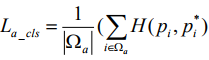 L_{a\_cls} = \frac{1}{|\Omega_a|} ( \sum_{i \in \Omega_a} H(p_i, p_i^*)